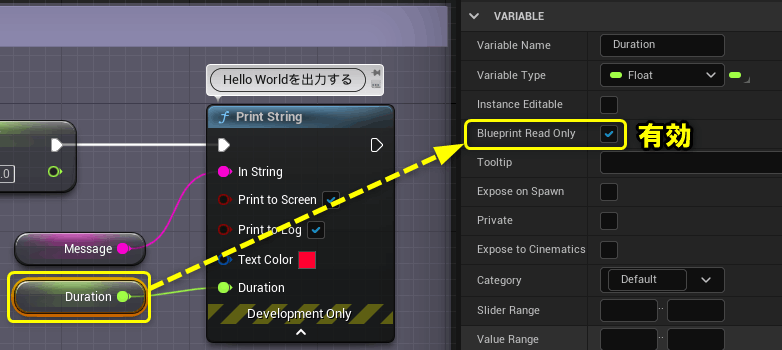 Hello Worldを出力する
Print String
.0
In String
Print to Screen
Print to Log
Text Color
Duration
Development Only
Message
Duration
VARIABLE
Variable Name Duration
Variable Type Float
Instance Editable
Blueprint Read Only 有効
Tooltip
Expose on Spawn
Private
Expose to Cinematics
Category Default
Slider Range ..
Value Range ..